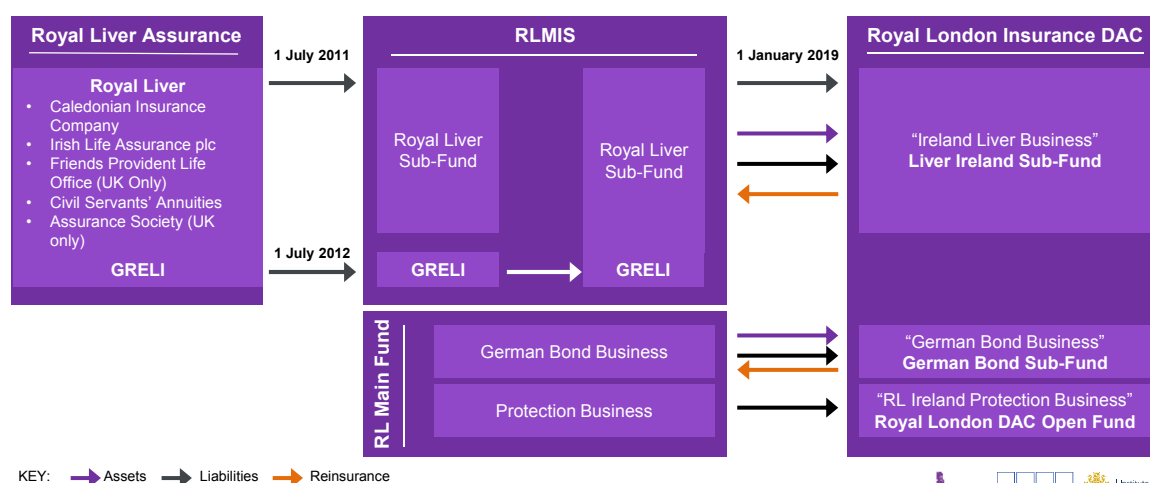 Royal Liver Assurance
Royal Liver
• Caledonian Insurance
Company
• Irish Life Assurance plc
• Friends Provident Life
Office (UK Only)
• Civil Servants’ Annuities
• Assurance Society (UK
only)
GRELI
1 July 2011
1 July 2012
RLMIS
Royal Liver
Sub-Fund
GRELI
Royal Liver
Sub-Fund
GRELI
RL Main Fund
German Bond Business
Protection Business
1 January 2019
Royal London Insurance DAC
“Ireland Liver Business”
Liver Ireland Sub-Fund
“German Bond Business”
German Bond Sub-Fund
“RL Ireland Protection Business”
Royal London DAC Open Fund
KEY: Assets Liabilities Reinsurance